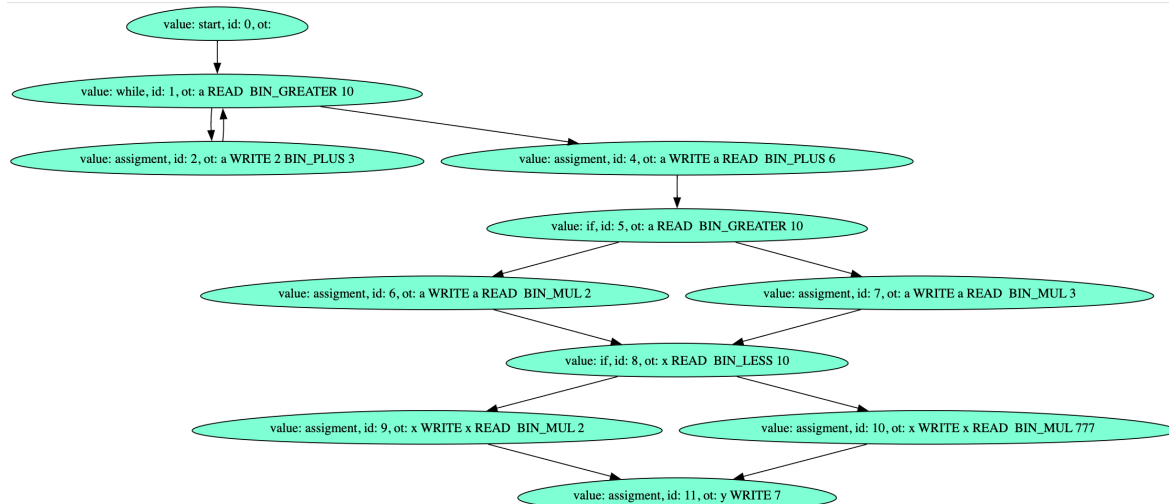 value: start, id: 0, ot:
value: while, id: 1, ot: a READ  BIN_GREATER 10
value: assigment, id: 2, ot: a WRITE 2 BIN_PLUS 3
value: assigment, id: 4, ot: a WRITE a READ  BIN_PLUS 6
value: if, id: 5, ot: a READ  BIN_GREATER 10
value: assigment, id: 6, ot: a WRITE a READ  BIN_MUL 2
value: assigment, id: 7, ot: a WRITE a READ  BIN_MUL 3
value: if, id: 8, ot: x READ  BIN_LESS 10
value: assigment, id: 9, ot: x WRITE x READ  BIN_MUL 2
value: assigment, id: 10, ot: x WRITE x READ  BIN_MUL 777
value: assigment, id: 11, ot: y WRITE 7